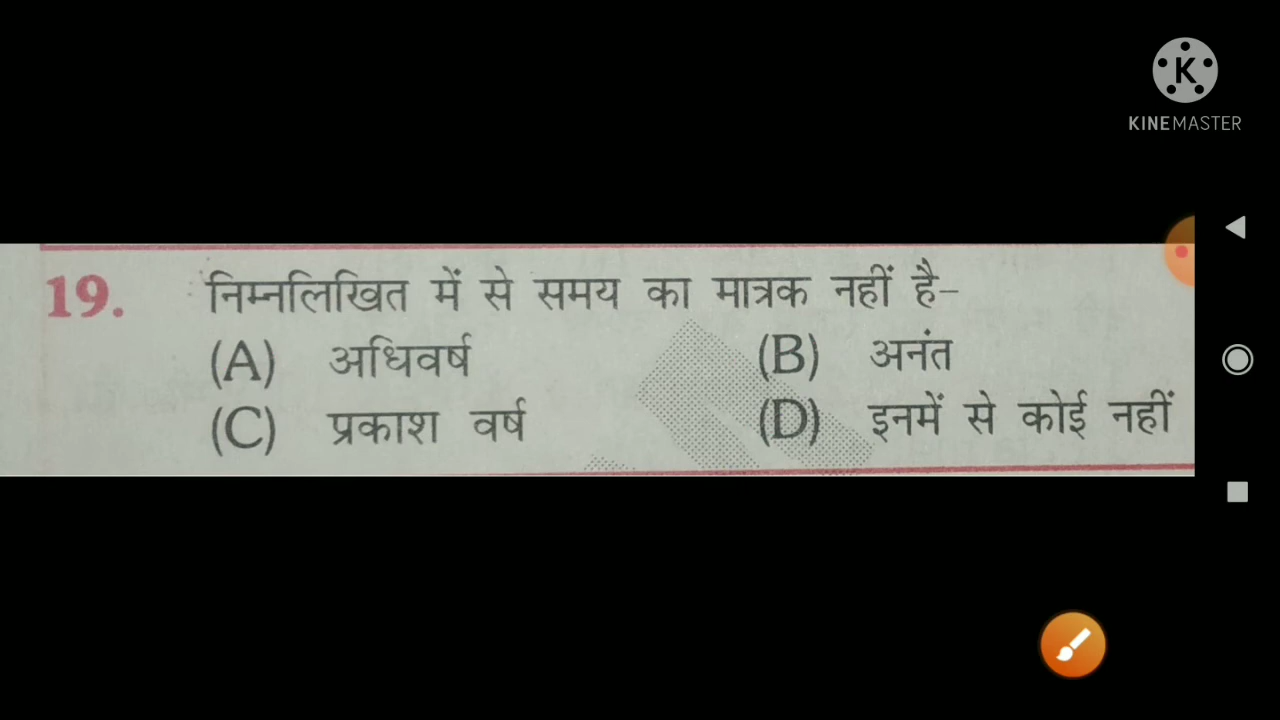 KINEMASTER
19. निम्नलिखित में से समय का मात्रक नहीं है-
(A) अधिवर्ष (B) अनंत
(C) प्रकाश वर्ष (D) इनमें से कोई नहीं